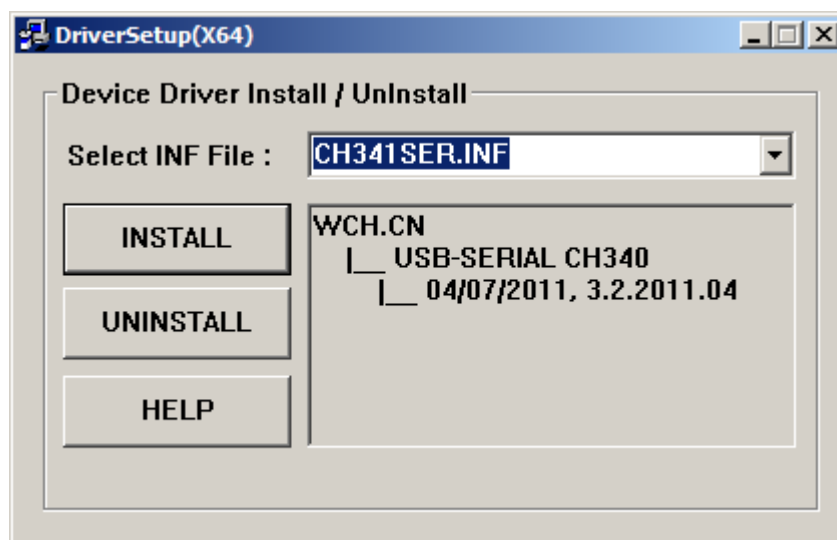 DriverSetup(X64)
Device Driver Install / UnInstall
Select INF File :
CH341SER.INF
INSTALL
UNINSTALL
HELP
WCH.CN
|__ USB-SERIAL CH340
|__ 04/07/2011, 3.2.2011.04